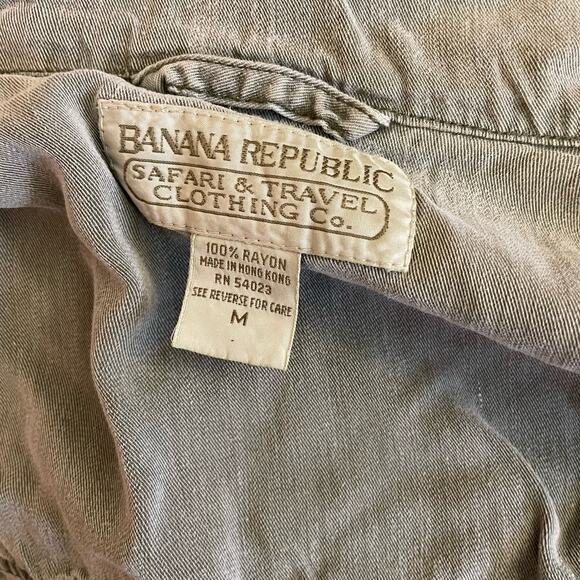 BANANA REPUBLIC
SAFARI & TRAVEL
CLOTHING Co.
100% RAYON
MADE IN HONG KONG
RN 54023
SEE REVERSE FOR CARE
M